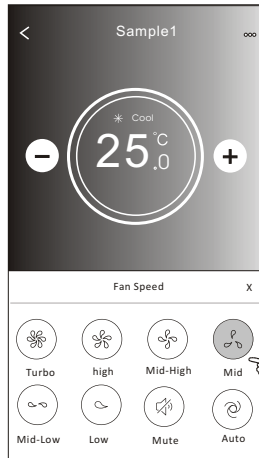 Sample1
Cool
25.0°C
Fan Speed X
Turbo high Mid-High Mid
Mid-Low Low Mute Auto